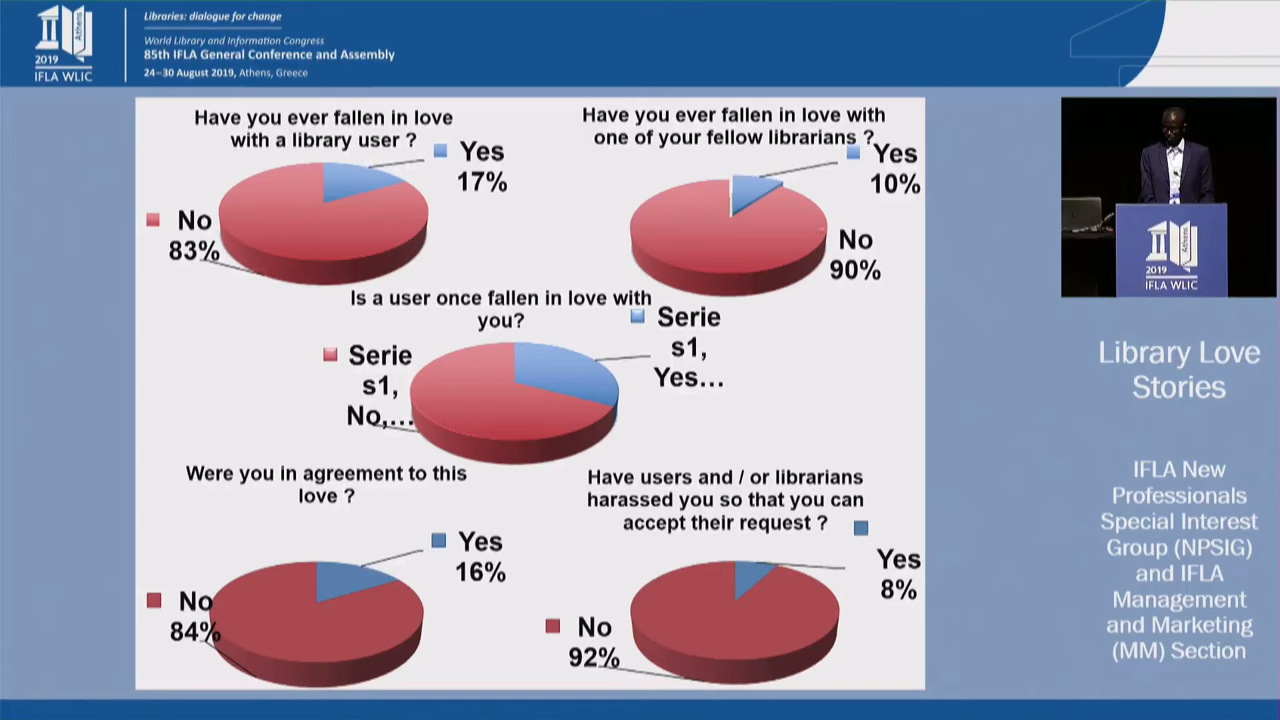 Libraries: dialogue for change
World Library and Information Congress
85th IFLA General Conference and Assembly
24–30 August 2019, Athens, Greece
Athens
2019
IFLA WLIC
Have you ever fallen in love
with a library user ?
Yes
17%
No
83%
Have you ever fallen in love with
one of your fellow librarians ?
Yes
10%
No
90%
Is a user once fallen in love with
you?
Serie
s1,
Yes…
Serie
s1,
No,…
Were you in agreement to this
love ?
Yes
16%
No
84%
Have users and / or librarians
harassed you so that you can
accept their request ?
Yes
8%
No
92%
Athens
2019
IFLA WLIC
Library Love
Stories
IFLA New
Professionals
Special Interest
Group (NPSIG)
and IFLA
Management
and Marketing
(MM) Section